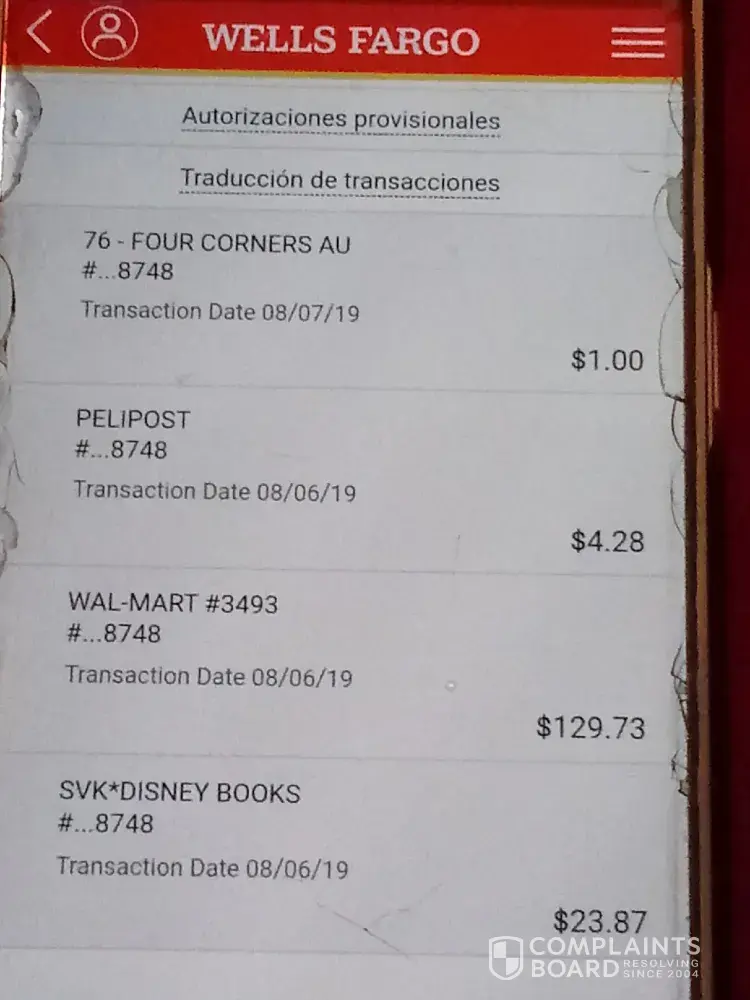 WELLS FARGO
Autorizaciones provisionales
Traducción de transacciones
76 - FOUR CORNERS AU
#...8748
Transaction Date 08/07/19
$1.00
PELIPOST
#...8748
Transaction Date 08/06/19
$4.28
WAL-MART #3493
#...8748
Transaction Date 08/06/19
$129.73
SVK*DISNEY BOOKS
#...8748
Transaction Date 08/06/19
$23.87
COMPLAINTS
BOARD RESOLVING
SINCE 2004